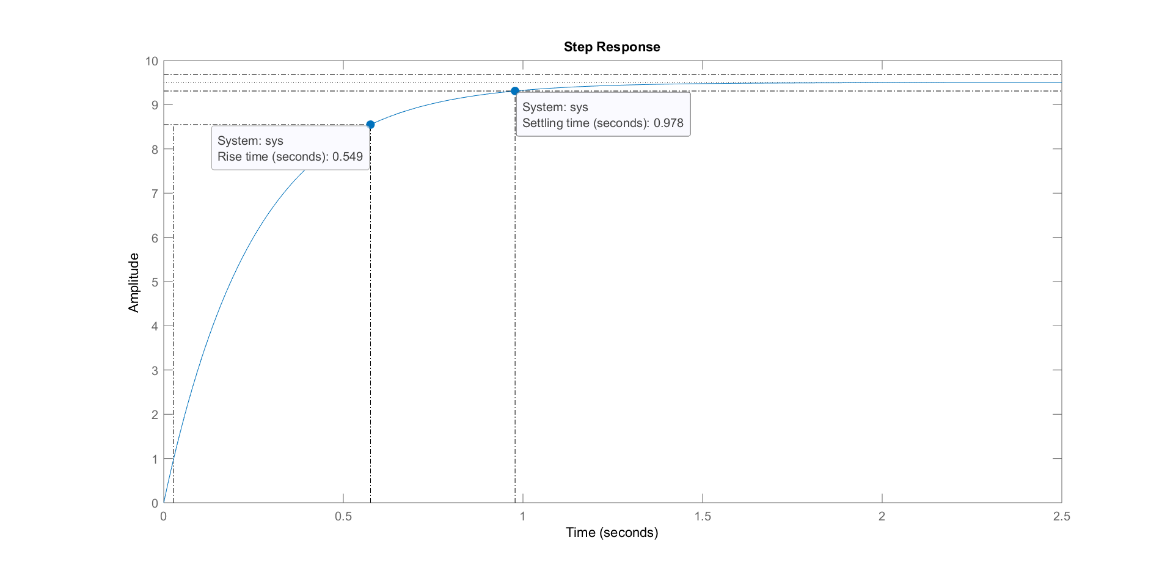 Step Response
10
9
8
7
6
5
4
3
2
1
0
Amplitude
System: sys
Rise time (seconds): 0.549
System: sys
Settling time (seconds): 0.978
0
0.5
1
1.5
2
2.5
Time (seconds)